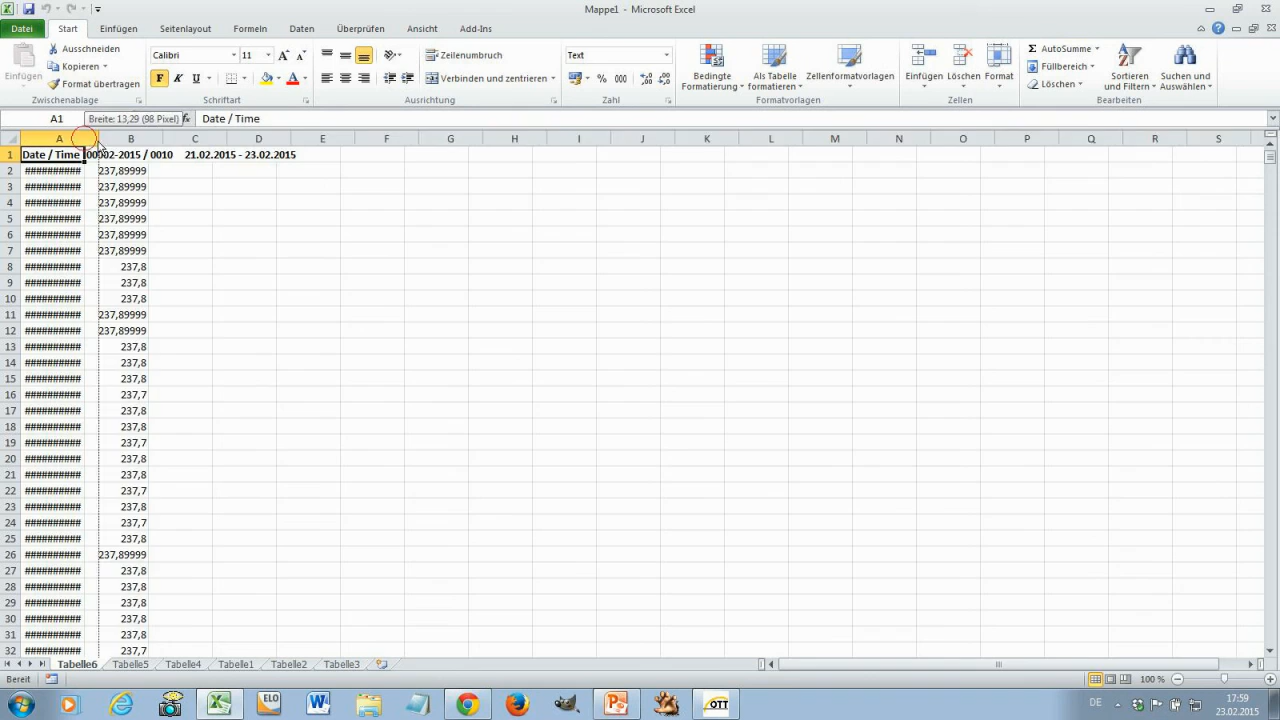 Mappe1 - Microsoft Excel
Datei Start Einfügen Seitenlayout Formeln Daten Überprüfen Ansicht Add-Ins
Einfügen
Ausschneiden
Kopieren
Format übertragen
Zwischenablage
Calibri 11
F K U
Schriftart
Zeilenumbruch
Verbinden und zentrieren
Ausrichtung
Text
% 000
Zahl
Bedingte Formatierung
Als Tabelle formatieren
Zellenformatvorlagen
Formatvorlagen
Einfügen Löschen Format
Zellen
Σ AutoSumme
Füllbereich
Löschen
Sortieren und Filtern
Suchen und Auswählen
Bearbeiten
A1 Breite: 13,29 (98 Pixel) fx Date / Time
A B C D E F G H I J K L M N O P Q R S
1 Date / Time 00002-2015 / 0010 21.02.2015 - 23.02.2015
2 ########## 237,89999
3 ########## 237,89999
4 ########## 237,89999
5 ########## 237,89999
6 ########## 237,89999
7 ########## 237,89999
8 ########## 237,8
9 ########## 237,8
10 ########## 237,8
11 ########## 237,89999
12 ########## 237,89999
13 ########## 237,8
14 ########## 237,8
15 ########## 237,8
16 ########## 237,7
17 ########## 237,8
18 ########## 237,8
19 ########## 237,7
20 ########## 237,8
21 ########## 237,8
22 ########## 237,7
23 ########## 237,8
24 ########## 237,7
25 ########## 237,8
26 ########## 237,89999
27 ########## 237,8
28 ########## 237,8
29 ########## 237,8
30 ########## 237,8
31 ########## 237,8
32 ########## 237,7
Tabelle6 Tabelle5 Tabelle4 Tabelle1 Tabelle2 Tabelle3
Bereit 100 %
ELO OTT DE 17:59
23.02.2015